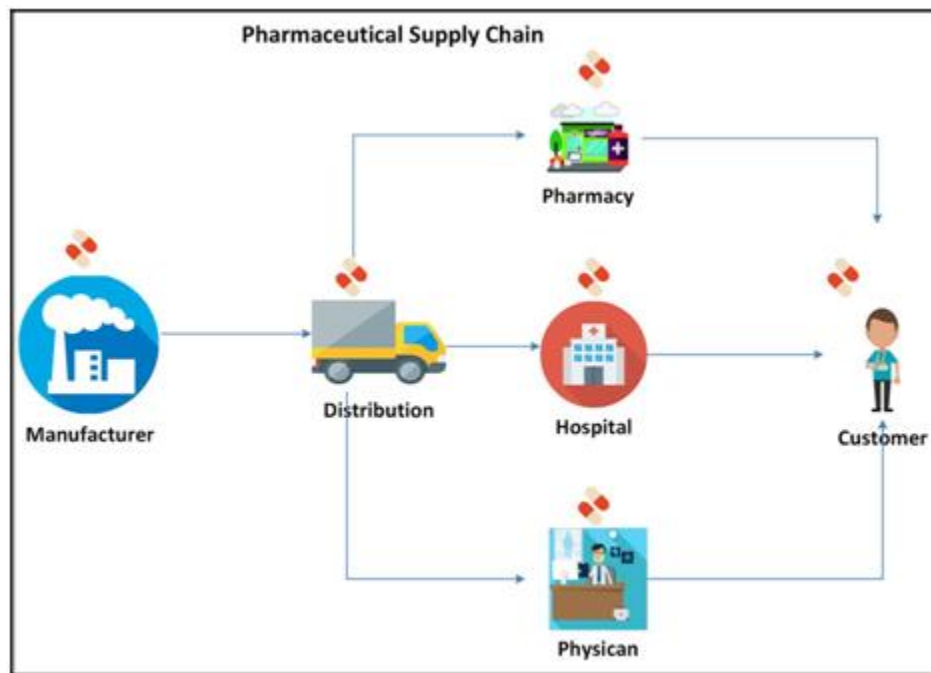 Pharmaceutical Supply Chain
Pharmacy
Manufacturer
Distribution
Hospital
Customer
Physican